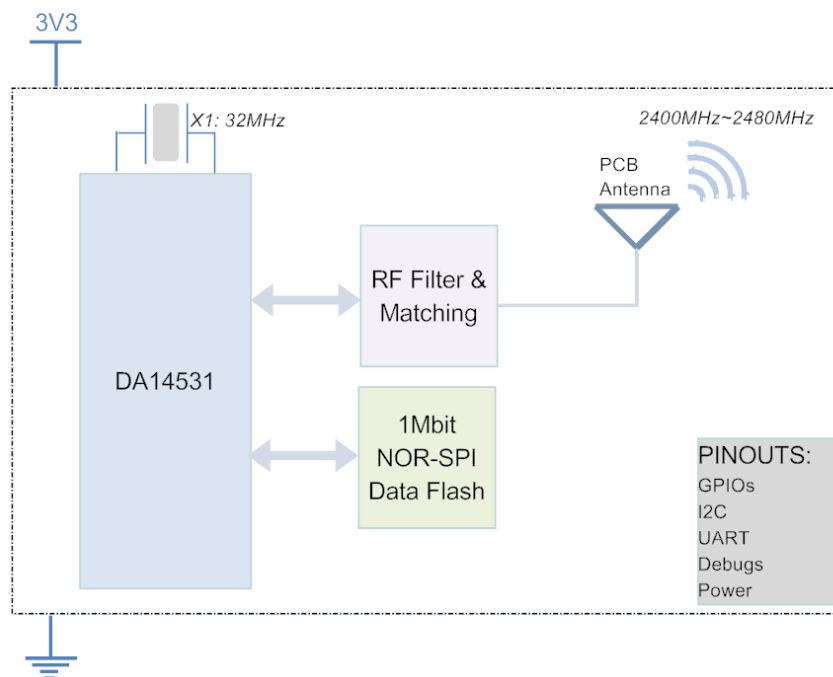 3V3
X1: 32MHz
2400MHz~2480MHz
PCB
Antenna
RF Filter &
Matching
DA14531
1Mbit
NOR-SPI
Data Flash
PINOUTS:
GPIOs
I2C
UART
Debugs
Power